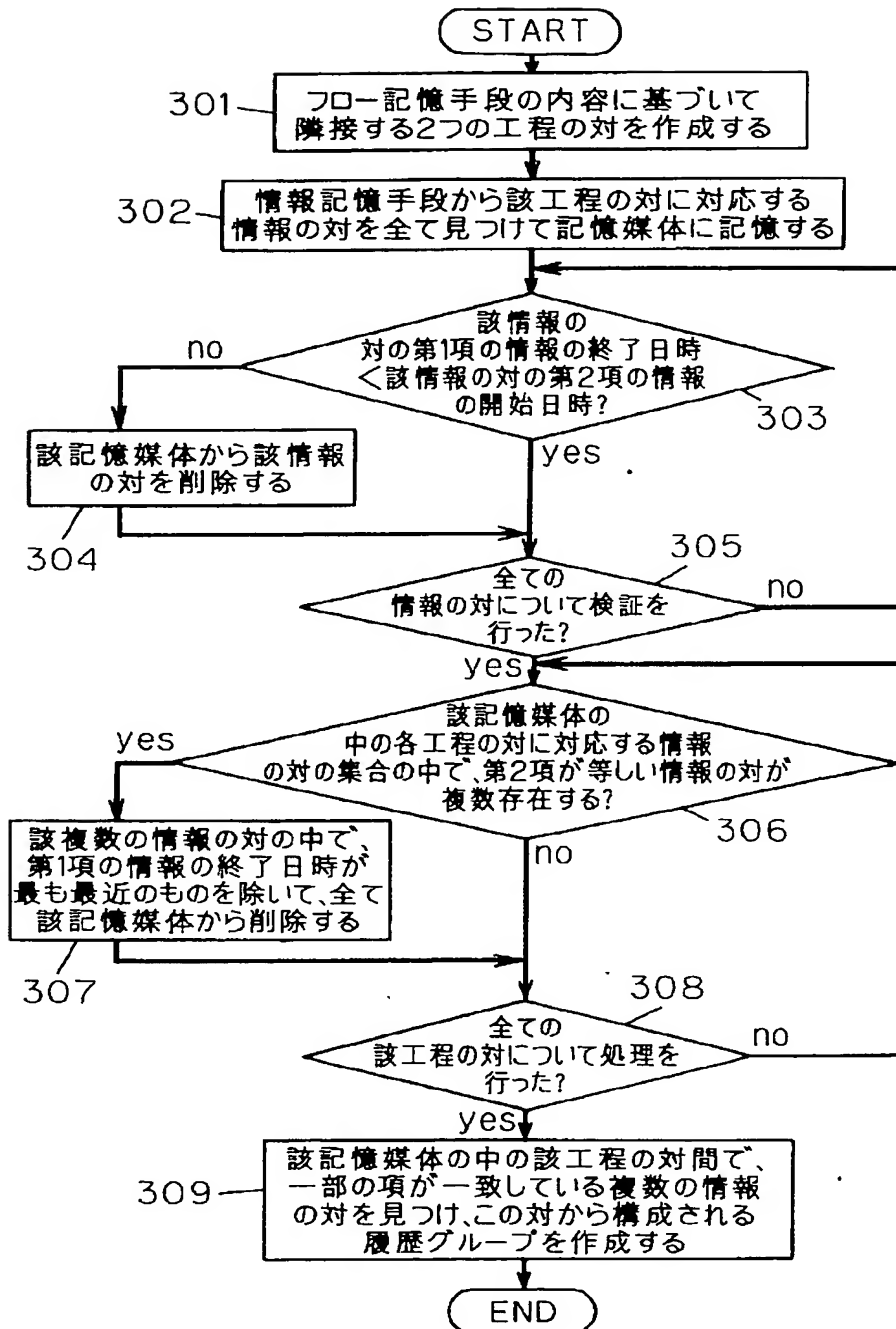 START
301
フロー記憶手段の内容に基づいて
隣接する2つの工程の対を作成する
302
情報記憶手段から該工程の対に対応する
情報の対を全て見つけて記憶媒体に記憶する
該情報の
対の第1項の情報の終了日時
<該情報の対の第2項の情報
の開始日時?
no
303
yes
該記憶媒体から該情報
の対を削除する
304
305
全ての
情報の対について検証を
行った?
no
yes
該記憶媒体の
中の各工程の対に対応する情報
の対の集合の中で、第2項が等しい情報の対が
複数存在する?
yes
306
no
該複数の情報の対の中で、
第1項の情報の終了日時が
最も最近のものを除いて、全て
該記憶媒体から削除する
307
308
全ての
該工程の対について処理を
行った?
no
yes
309
該記憶媒体の中の該工程の対間で、
一部の項が一致している複数の情報
の対を見つけ、この対から構成される
履歴グループを作成する
END